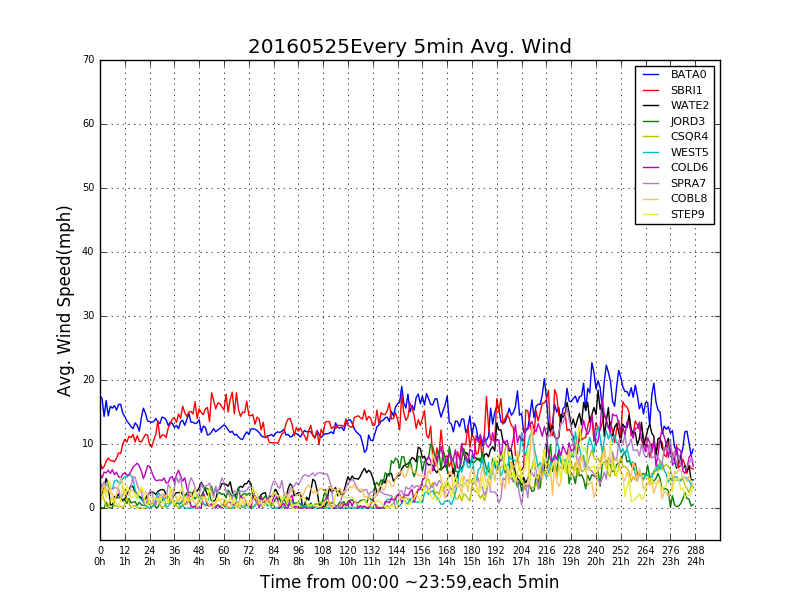 20160525Every 5min Avg. Wind
70
60
50
40
30
20
10
0
Avg. Wind Speed(mph)
BATA0
SBRI1
WATE2
JORD3
CSQR4
WEST5
COLD6
SPRA7
COBL8
STEP9
0 12 24 36 48 60 72 84 96 108 120 132 144 156 168 180 192 204 216 228 240 252 264 276 288
0h 1h 2h 3h 4h 5h 6h 7h 8h 9h 10h 11h 12h 13h 14h 15h 16h 17h 18h 19h 20h 21h 22h 23h 24h
Time from 00:00 ~23:59,each 5min